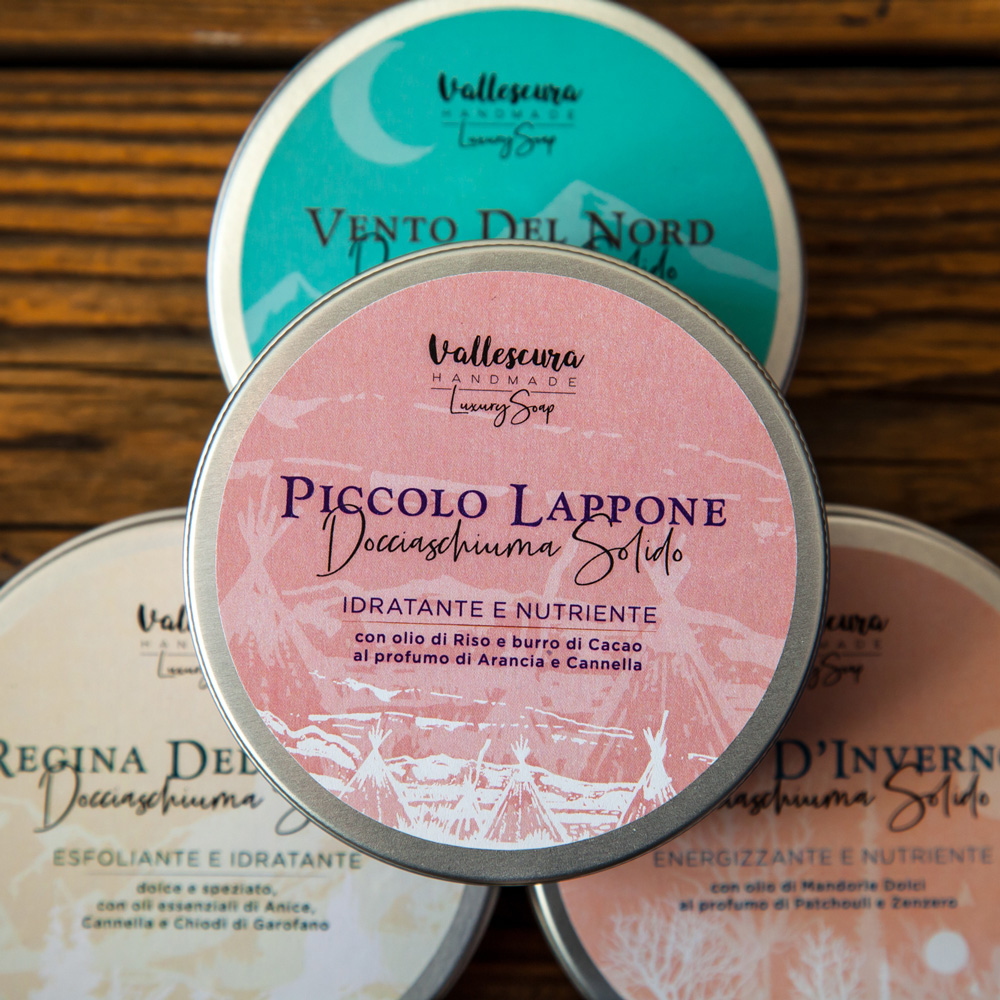 Vallescura
HANDMADE
Luxury Soap
VENTO DEL NORD
Vallescura
HANDMADE
Luxury Soap
PICCOLO LAPPONE
Docciaschiuma Solido
IDRATANTE E NUTRIENTE
con olio di Riso e burro di Cacao
al profumo di Arancia e Cannella
REGINA DEL
Docciaschiuma
ESFOLIANTE E IDRATANTE
dolce e speziato,
con oli essenziali di Anice,
Cannella e Chiodi di Garofano
D'INVERN
Solido
ENERGIZZANTE E NUTRIENTE
con olio di Mandorle Dolci
al profumo di Patchouli e Zenzero